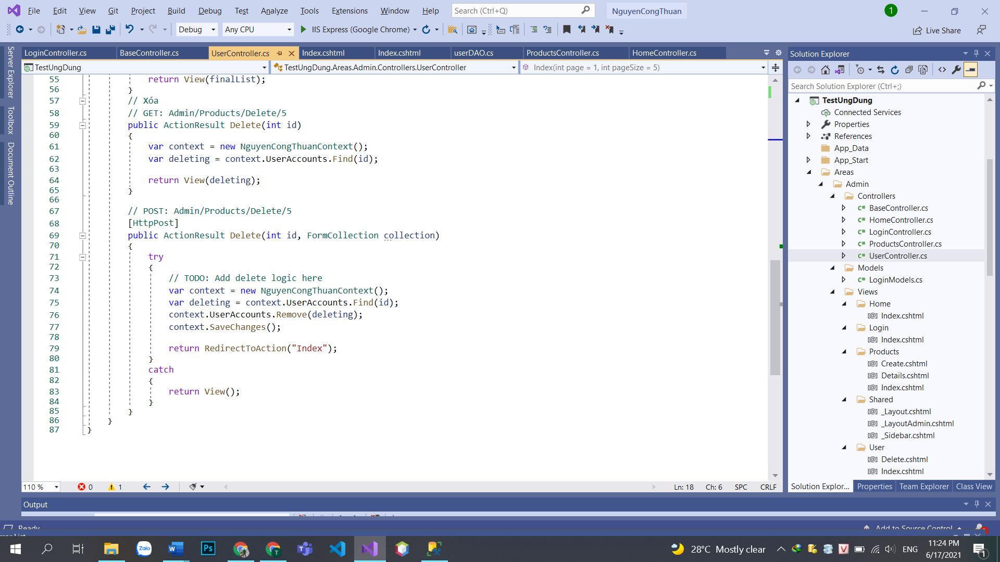 File Edit View Git Project Build Debug Test Analyze Tools Extensions Window Help Search (Ctrl+Q) NguyenCongThuan 1
Debug Any CPU IIS Express (Google Chrome) Live Share
LoginController.cs BaseController.cs UserController.cs Index.cshtml Index.cshtml userDAO.cs ProductsController.cs HomeController.cs
TestUngDung TestUngDung.Areas.Admin.Controllers.UserController Index(int page = 1, int pageSize = 5)
Server Explorer
Toolbox
Document Outline
55 return View(finalList);
56 }
57 // Xóa
58 // GET: Admin/Products/Delete/5
59 public ActionResult Delete(int id)
60 {
61 var context = new NguyenCongThuanContext();
62 var deleting = context.UserAccounts.Find(id);
63
64 return View(deleting);
65 }
66
67 // POST: Admin/Products/Delete/5
68 [HttpPost]
69 public ActionResult Delete(int id, FormCollection collection)
70 {
71 try
72 {
73 // TODO: Add delete logic here
74 var context = new NguyenCongThuanContext();
75 var deleting = context.UserAccounts.Find(id);
76 context.UserAccounts.Remove(deleting);
77 context.SaveChanges();
78
79 return RedirectToAction("Index");
80 }
81 catch
82 {
83 return View();
84 }
85 }
86 }
87 }
110 % 0 1 Ln: 18 Ch: 6 SPC CRLF
Solution Explorer
Search Solution Explorer (Ctrl+;)
TestUngDung
Connected Services
Properties
References
App_Data
App_Start
Areas
Admin
Controllers
C# BaseController.cs
C# HomeController.cs
C# LoginController.cs
C# ProductsController.cs
C# UserController.cs
Models
C# LoginModels.cs
Views
Home
[@] Index.cshtml
Login
[@] Index.cshtml
Products
[@] Create.cshtml
[@] Details.cshtml
[@] Index.cshtml
Shared
[@] _Layout.cshtml
[@] _LayoutAdmin.cshtml
[@] _Sidebar.cshtml
User
[@] Delete.cshtml
[@] Index.cshtml
Solution Explor... Properties Team Explorer Class View
Output
Ready Add to Source Control
Zalo W Ps T 28°C Mostly clear V ENG 11:24 PM
6/17/2021 1